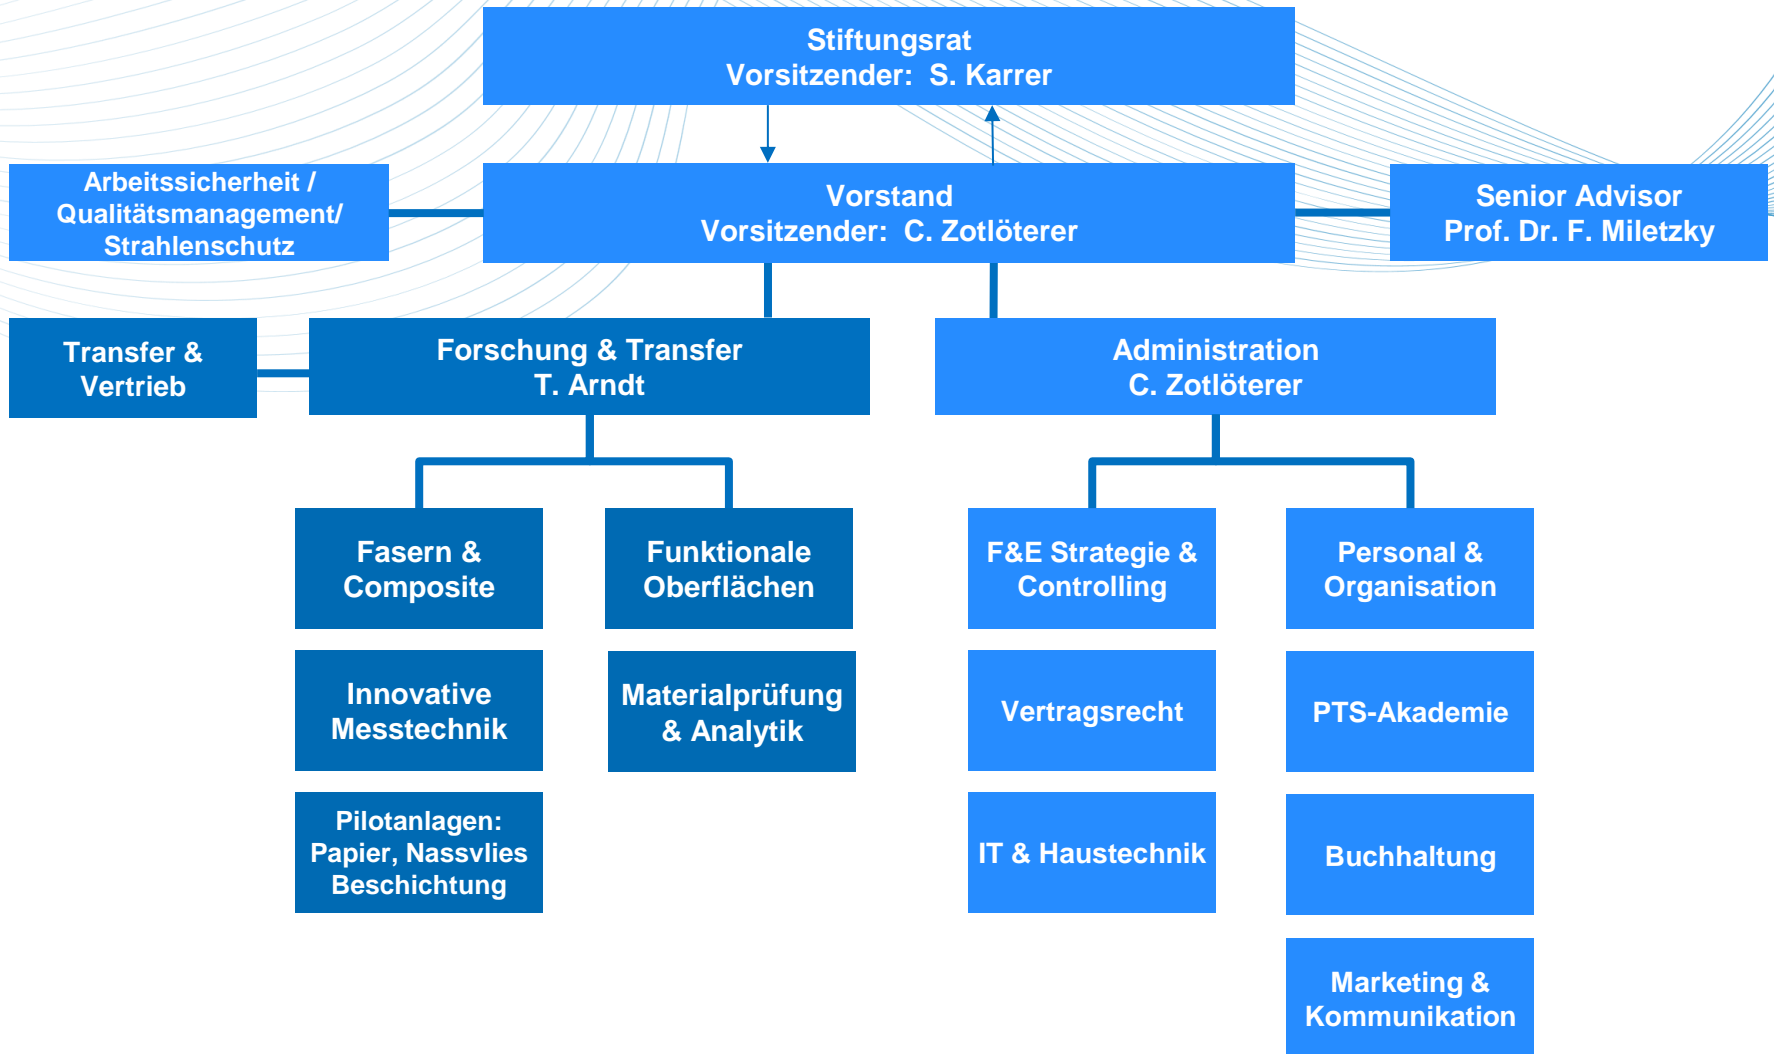 Stiftungsrat
Vorsitzender: S. Karrer
Arbeitssicherheit /
Qualitätsmanagement/
Strahlenschutz
Vorstand
Vorsitzender: C. Zotlöterer
Senior Advisor
Prof. Dr. F. Miletzky
Transfer &
Vertrieb
Forschung & Transfer
T. Arndt
Administration
C. Zotlöterer
Fasern &
Composite
Funktionale
Oberflächen
F&E Strategie &
Controlling
Personal &
Organisation
Innovative
Messtechnik
Materialprüfung
& Analytik
Vertragsrecht
PTS-Akademie
Pilotanlagen:
Papier, Nassvlies
Beschichtung
IT & Haustechnik
Buchhaltung
Marketing &
Kommunikation